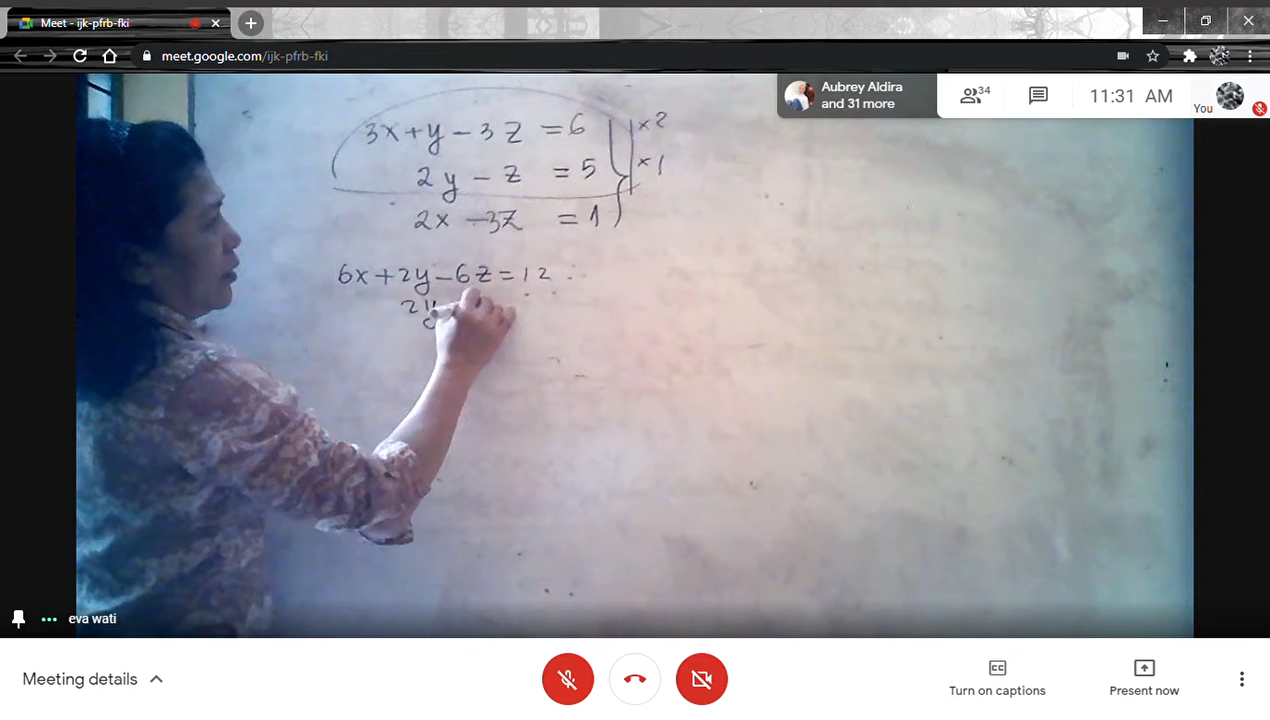 Meet - ijk-pfrb-fki
meet.google.com/ijk-pfrb-fki
Aubrey Aldira
and 31 more
34
11:31 AM
You
3x + y - 3z = 6 × 2
2y - z = 5 × 1
2x - 3z = 1
6x + 2y - 6z = 12
2y
eva wati
Meeting details
CC
Turn on captions
Present now